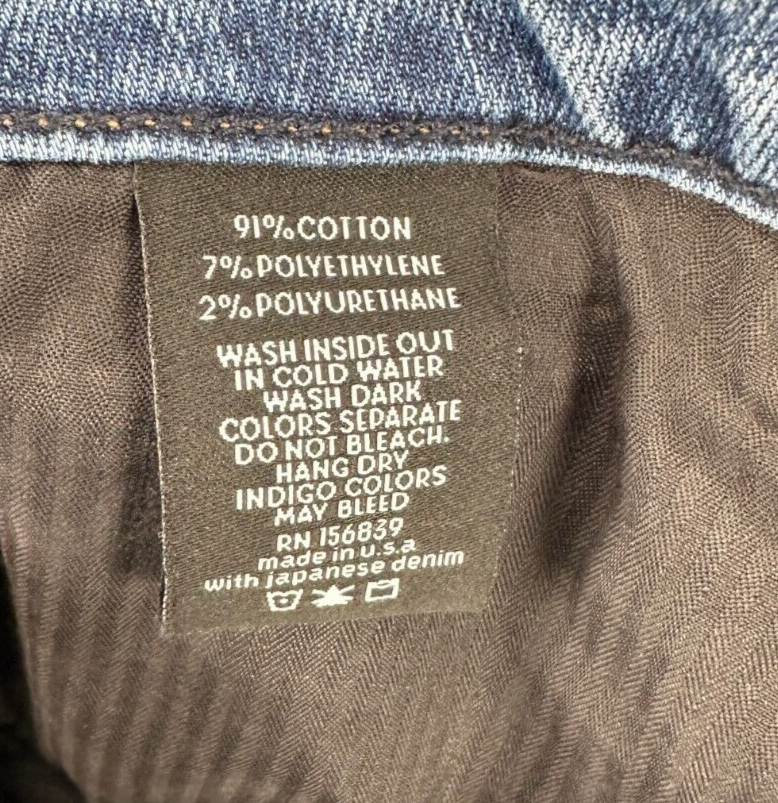 91% COTTON
7% POLYETHYLENE
2% POLYURETHANE
WASH INSIDE OUT
IN COLD WATER
WASH DARK
COLORS SEPARATE
DO NOT BLEACH.
HANG DRY
INDIGO COLORS
MAY BLEED
RN 156839
made in u.s.a
with japanese denim